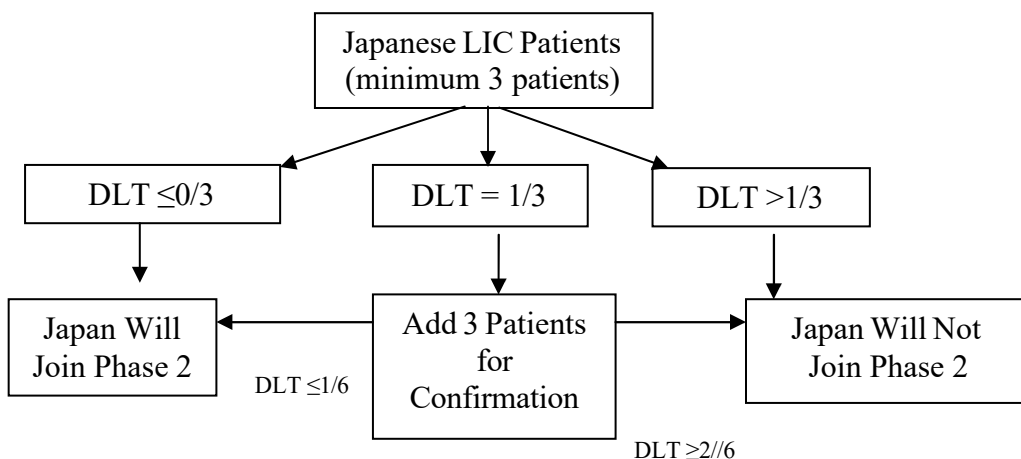 Japanese LIC Patients
(minimum 3 patients)
DLT ≤0/3
DLT = 1/3
DLT >1/3
Japan Will
Join Phase 2
DLT ≤1/6
Add 3 Patients
for
Confirmation
DLT ≥2//6
Japan Will Not
Join Phase 2